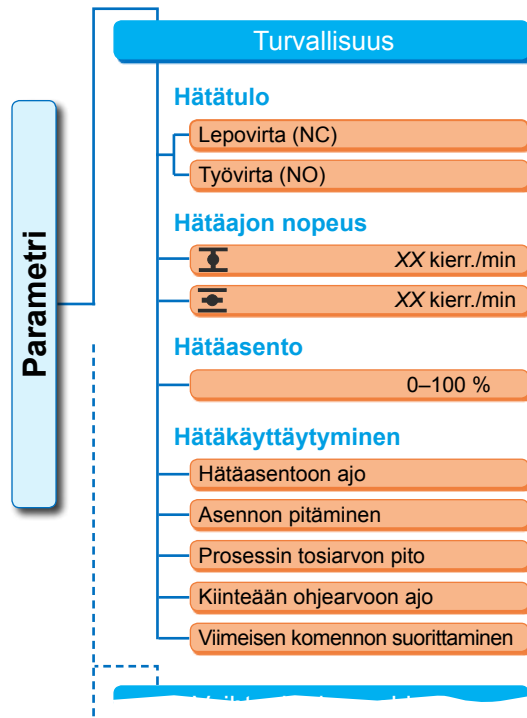 Turvallisuus
Parametri
Hätätulo
Lepovirta (NC)
Työvirta (NO)
Hätäajon nopeus
XX kierr./min
XX kierr./min
Hätäasento
0–100 %
Hätäkäyttäytyminen
Hätäasentoon ajo
Asennon pitäminen
Prosessin tosiarvon pito
Kiinteään ohjearvoon ajo
Viimeisen komennon suorittaminen